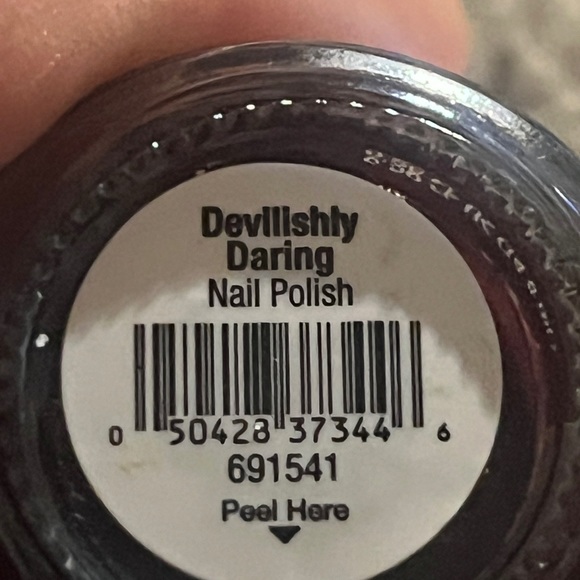 Devilishly
Daring
Nail Polish
0 50428 37344 6
691541
Peel Here